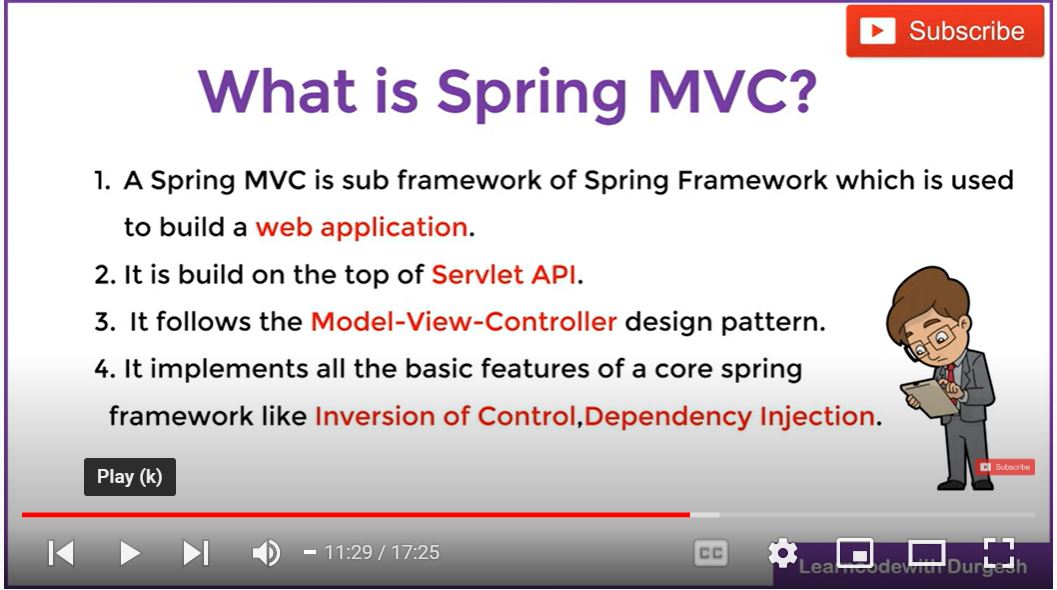 Subscribe
What is Spring MVC?
1. A Spring MVC is sub framework of Spring Framework which is used
to build a web application.
2. It is build on the top of Servlet API.
3. It follows the Model-View-Controller design pattern.
4. It implements all the basic features of a core spring
framework like Inversion of Control,Dependency Injection.
Subscribe
Play (k)
11:29 / 17:25
CC
Learncodewith Durgesh